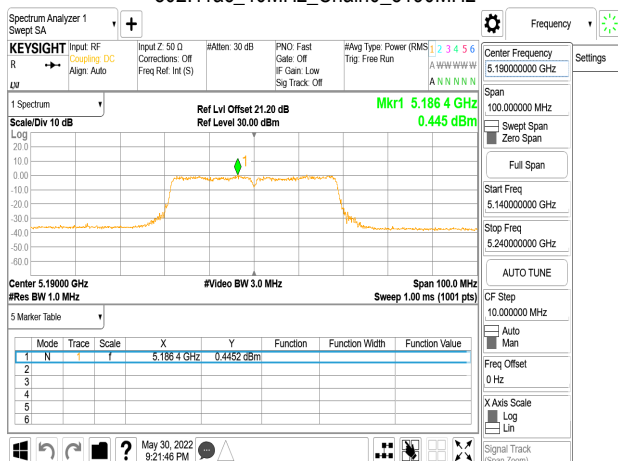 Spectrum Analyzer 1
Swept SA
Frequency
Settings
KEYSIGHT
R
Input: RF
Coupling: DC
Align: Auto
Input Z: 50 Ω
Corrections: Off
Freq Ref: Int (S)
#Atten: 30 dB
PNO: Fast
Gate: Off
IF Gain: Low
Sig Track: Off
#Avg Type: Power (RMS
Trig: Free Run
1 2 3 4 5 6
A W W W W W
A N N N N N
1 Spectrum
Scale/Div 10 dB
Ref Lvl Offset 21.20 dB
Ref Level 30.00 dBm
Mkr1 5.186 4 GHz
0.445 dBm
Log
20.0
10.0
0.00
-10.0
-20.0
-30.0
-40.0
-50.0
-60.0
1
Center 5.19000 GHz
#Res BW 1.0 MHz
#Video BW 3.0 MHz
Span 100.0 MHz
Sweep 1.00 ms (1001 pts)
5 Marker Table
Mode Trace Scale X Y Function Function Width Function Value
1 N 1 f 5.186 4 GHz 0.4452 dBm
2
3
4
5
6
May 30, 2022
9:21:46 PM
Center Frequency
5.190000000 GHz
Span
100.000000 MHz
Swept Span
Zero Span
Full Span
Start Freq
5.140000000 GHz
Stop Freq
5.240000000 GHz
AUTO TUNE
CF Step
10.000000 MHz
Auto
Man
Freq Offset
0 Hz
X Axis Scale
Log
Lin
Signal Track